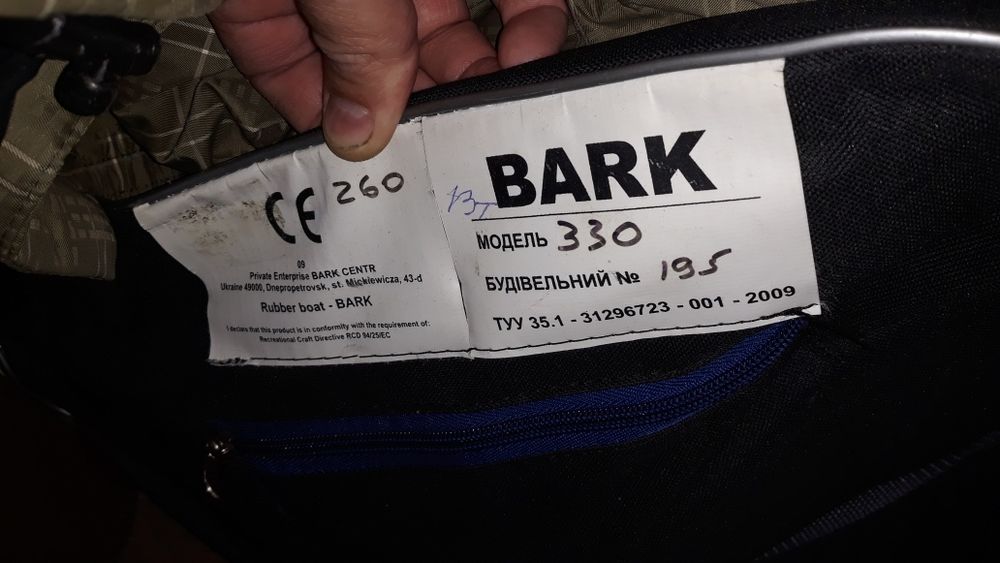 CE 260
09
Private Enterprise BARK CENTR
Ukraine 49000, Dnepropetrovsk, st. Mickiewicza, 43-d
Rubber boat - BARK
I declare that this product is in conformity with the requirement of:
Recreational Craft Directive RCD 94/25/EC
BARK
МОДЕЛЬ 330
БУДІВЕЛЬНИЙ № 195
ТУУ 35.1 - 31296723 - 001 - 2009